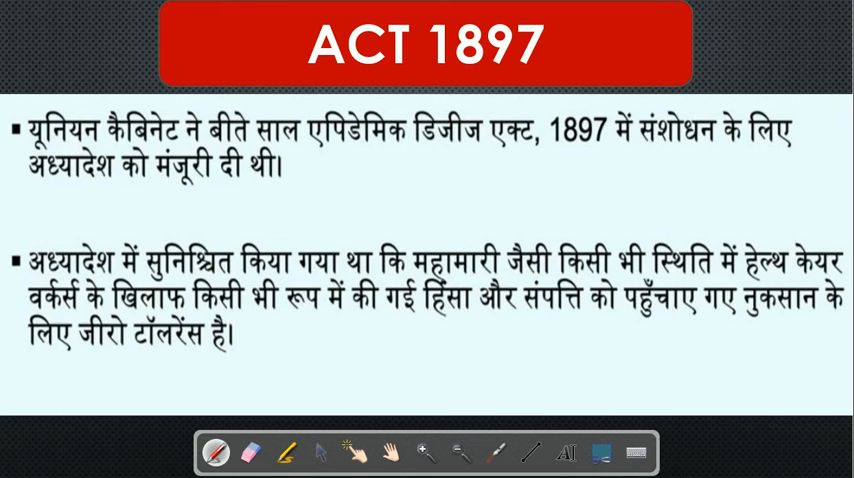 ACT 1897
▪ यूनियन कैबिनेट ने बीते साल एपिडेमिक डिजीज एक्ट, 1897 में संशोधन के लिए
अध्यादेश को मंजूरी दी थी।
▪ अध्यादेश में सुनिश्चित किया गया था कि महामारी जैसी किसी भी स्थिति में हेल्थ केयर
वर्कर्स के खिलाफ किसी भी रूप में की गई हिंसा और संपत्ति को पहुँचाए गए नुकसान के
लिए जीरो टॉलरेंस है।
AI